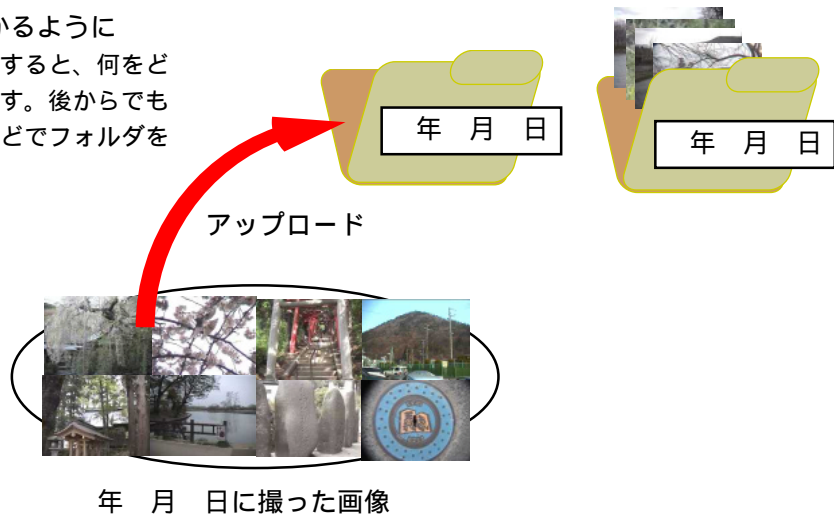 かるように
すると、何をど
す。後からでも
どでフォルダを
年 月 日
年 月 日
アップロード
年 月 日に撮った画像